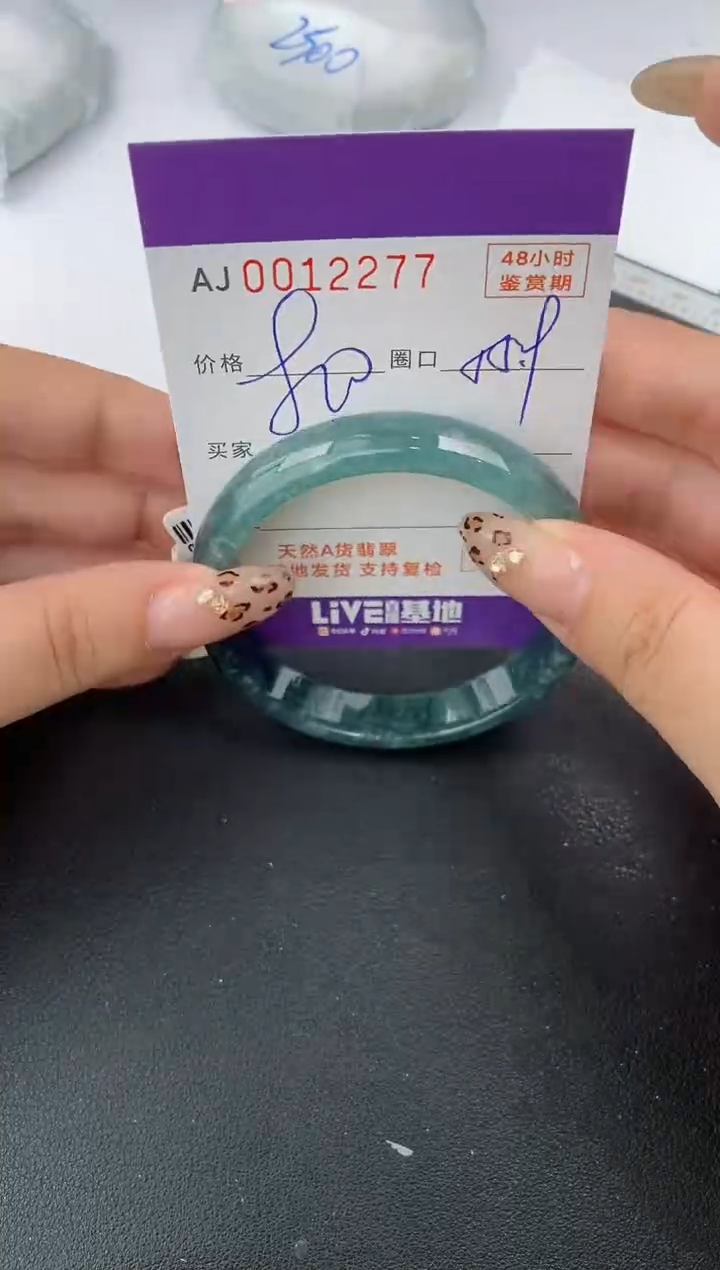 2500
AJ 0012277
48小时
鉴赏期
价格
圈口
买家
天然A货翡翠
地发货 支持复检
LiVE 基地